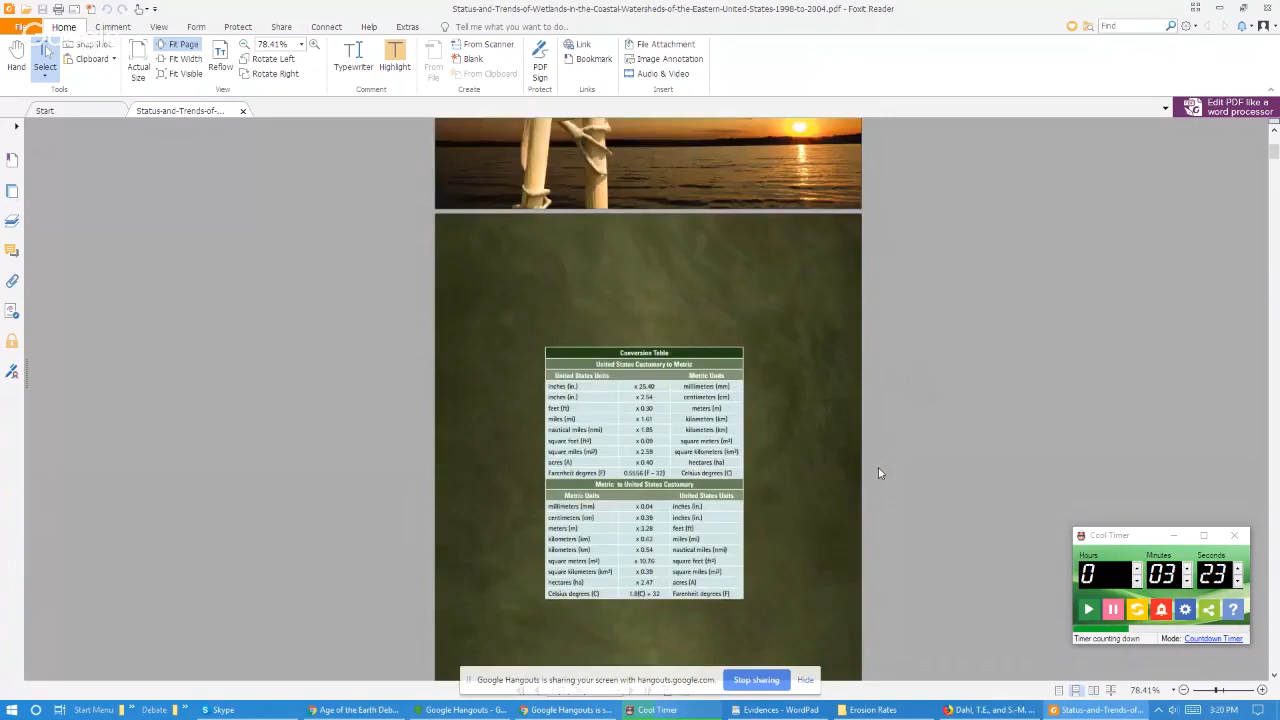 Status-and-Trends-of-Wetlands-in-the-Coastal-Watersheds-of-the-Eastern-United-States-1998-to-2004.pdf - Foxit Reader
File Home Comment View Form Protect Share Help Extras Tell me what you want to do... Find
Hand
Select
SnapShot
Clipboard
Tools
Actual Size
Fit Page
Fit Width
Fit Visible
Reflow
78.41%
Rotate Left
Rotate Right
View
Typewriter
Highlight
Comment
From File
From Scanner
Blank
From Clipboard
Create
PDF Sign
Protect
Link
Bookmark
Links
File Attachment
Image Annotation
Audio & Video
Insert
Start
Status-and-Trends-of-...
Edit PDF like a
word processor
Conversion Table
United States Customary to Metric
United States Units Metric Units
inches (in.) x 25.40 millimeters (mm)
inches (in.) x 2.54 centimeters (cm)
feet (ft) x 0.30 meters (m)
miles (mi) x 1.61 kilometers (km)
nautical miles (nmi) x 1.85 kilometers (km)
square feet (ft²) x 0.09 square meters (m²)
square miles (mi²) x 2.59 square kilometers (km²)
acres (A) x 0.40 hectares (ha)
Farenheit degrees (F) 0.5556 (F – 32) Celsius degrees (C)
Metric to United States Customary
Metric Units United States Units
millimeters (mm) x 0.04 inches (in.)
centimeters (cm) x 0.39 inches (in.)
meters (m) x 3.28 feet (ft)
kilometers (km) x 0.62 miles (mi)
kilometers (km) x 0.54 nautical miles (nmi)
square meters (m²) x 10.76 square feet (ft²)
square kilometers (km²) x 0.39 square miles (mi²)
hectares (ha) x 2.47 acres (A)
Celsius degrees (C) 1.8(C) + 32 Farenheit degrees (F)
Cool Timer
Hours Minutes Seconds
0 03 23
Timer counting down Mode: Countdown Timer
Google Hangouts is sharing your screen with hangouts.google.com. Stop sharing Hide
78.41%
Start Menu » Debate » Skype Age of the Earth Deb... Google Hangouts - G... Google Hangouts is s... Cool Timer Evidences - WordPad Erosion Rates Dahl, T.E., and S.-M. ... Status-and-Trends-of... 3:20 PM